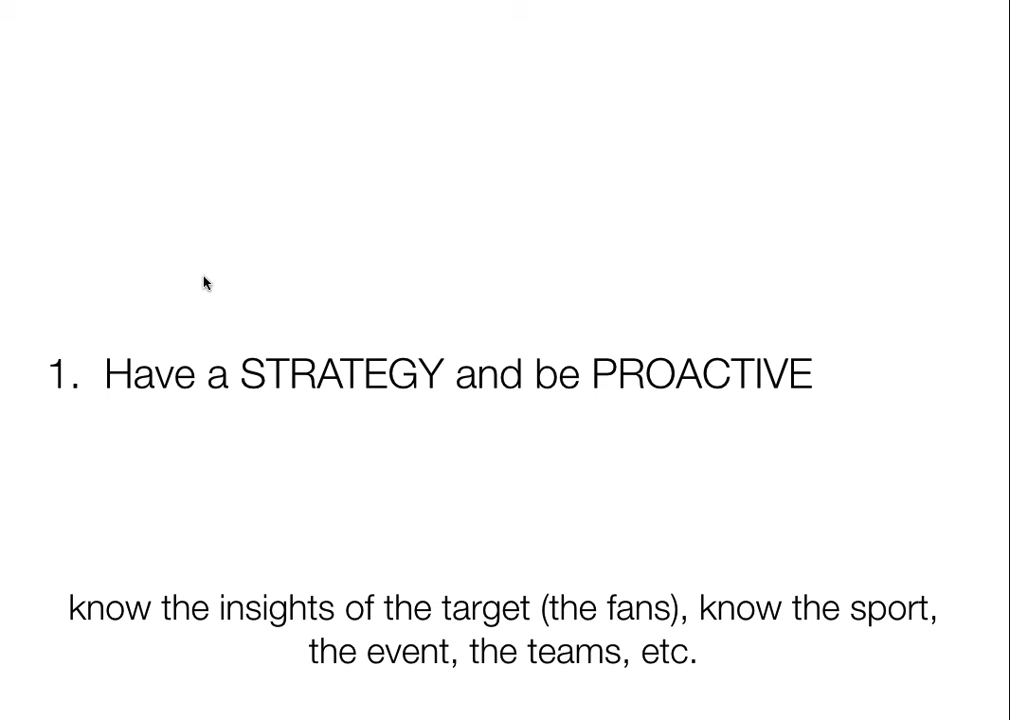 1. Have a STRATEGY and be PROACTIVE
know the insights of the target (the fans), know the sport,
the event, the teams, etc.